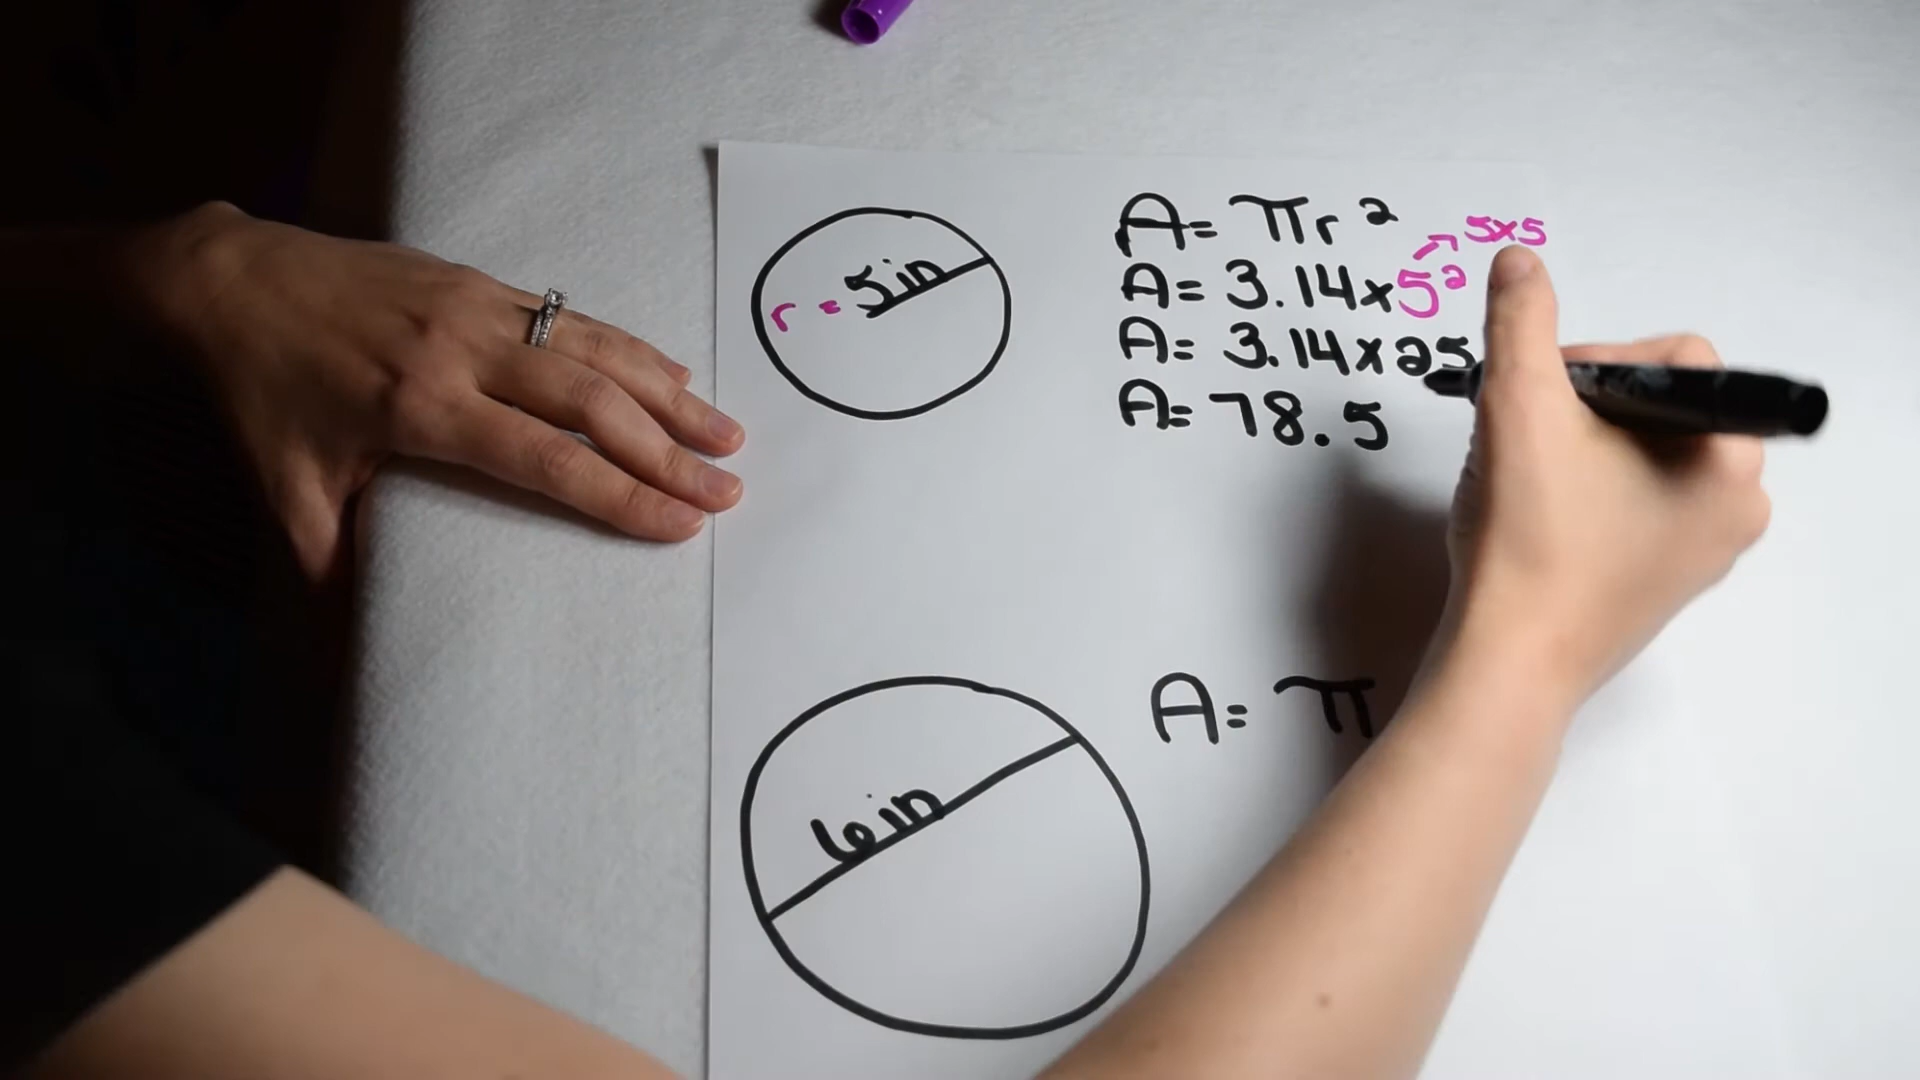 r = 5in
A = πr²
5x5
A = 3.14x5²
A = 3.14x25
A = 78.5
6in
A = π